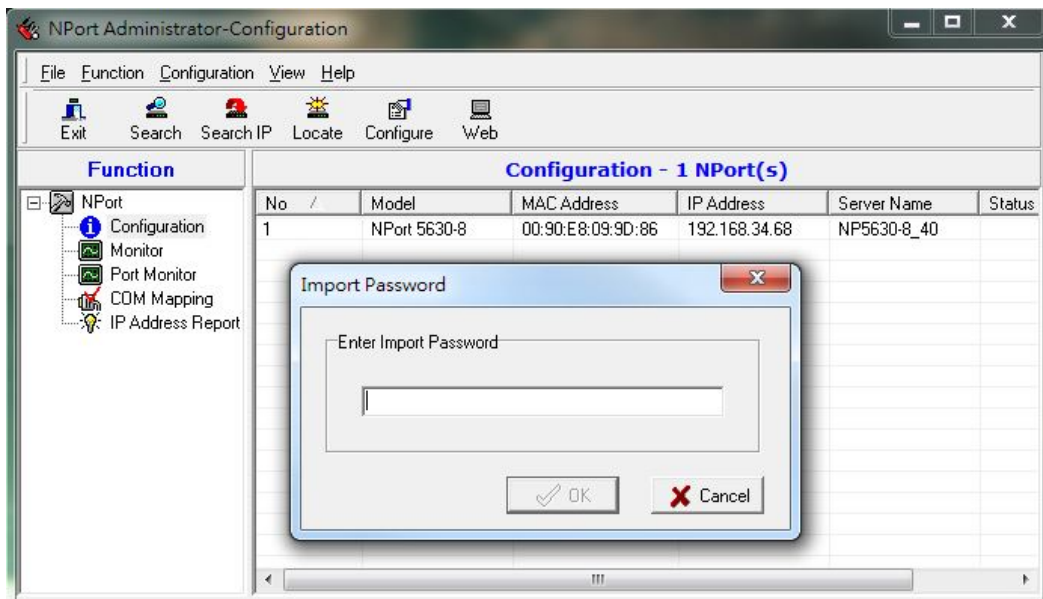 NPort Administrator-Configuration
File Function Configuration View Help
Exit Search Search IP Locate Configure Web
Function
Configuration - 1 NPort(s)
NPort
Configuration
Monitor
Port Monitor
COM Mapping
IP Address Report
No Model MAC Address IP Address Server Name Status
1 NPort 5630-8 00:90:E8:09:9D:86 192.168.34.68 NP5630-8_40
Import Password
Enter Import Password
OK Cancel